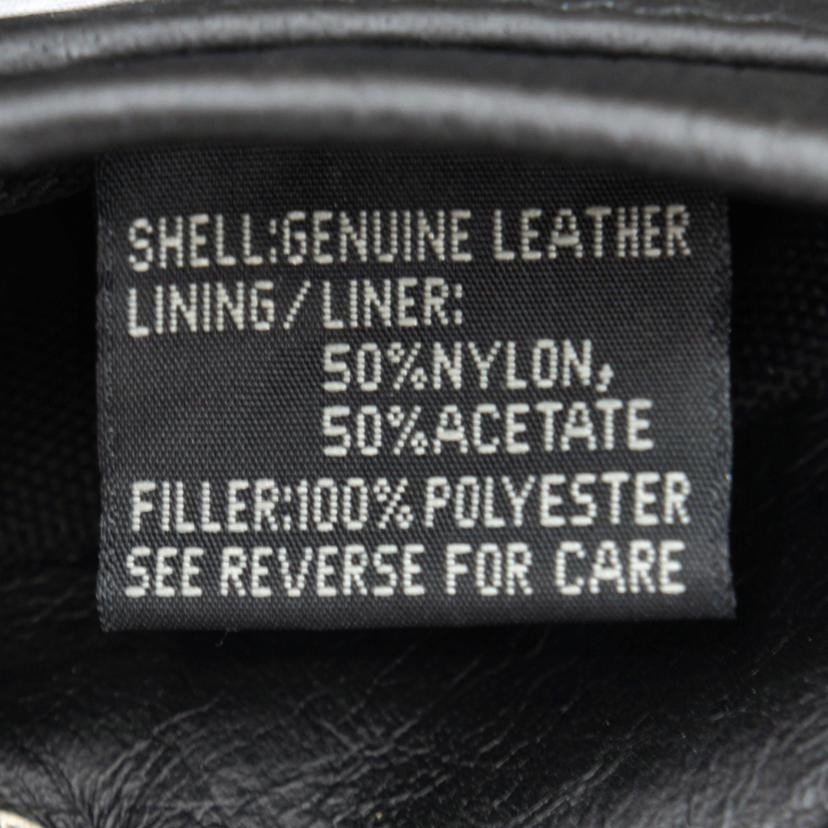 SHELL:GENUINE LEATHER
LINING/LINER:
50%NYLON,
50%ACETATE
FILLER:100%POLYESTER
SEE REVERSE FOR CARE